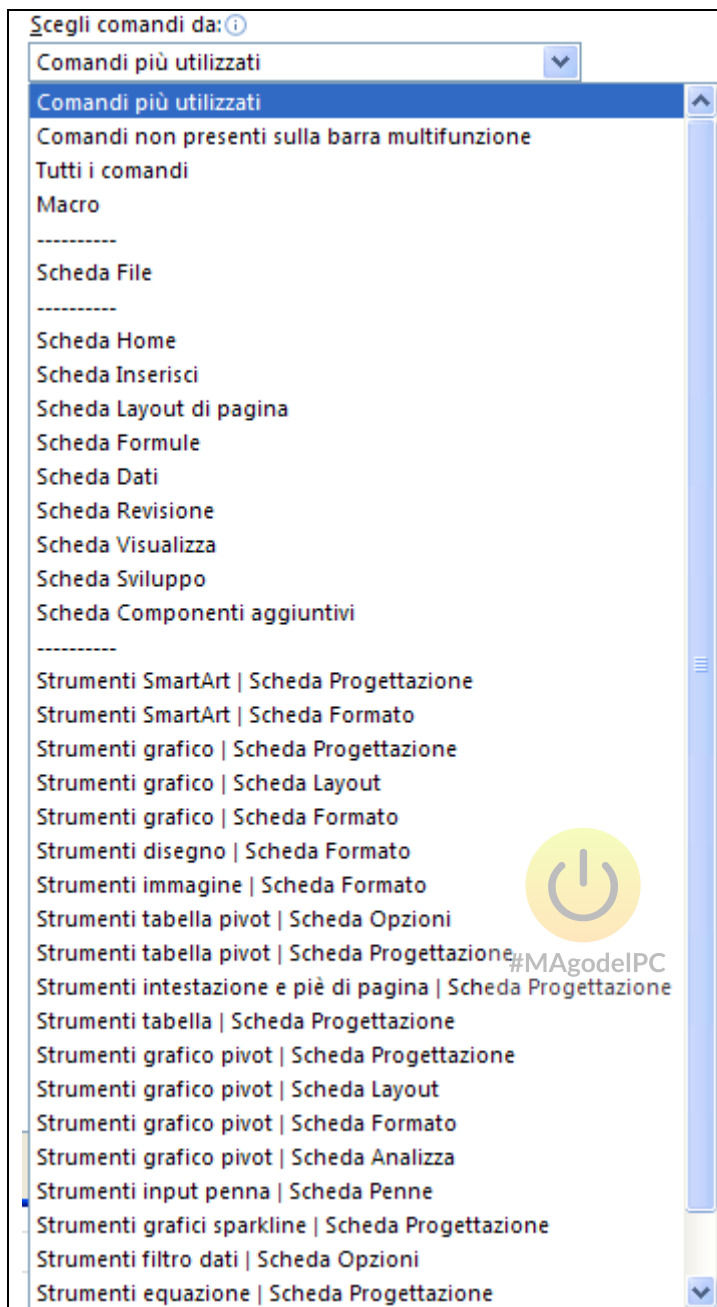 Scegli comandi da:
Comandi più utilizzati
Comandi più utilizzati
Comandi non presenti sulla barra multifunzione
Tutti i comandi
Macro
----------
Scheda File
----------
Scheda Home
Scheda Inserisci
Scheda Layout di pagina
Scheda Formule
Scheda Dati
Scheda Revisione
Scheda Visualizza
Scheda Sviluppo
Scheda Componenti aggiuntivi
----------
Strumenti SmartArt | Scheda Progettazione
Strumenti SmartArt | Scheda Formato
Strumenti grafico | Scheda Progettazione
Strumenti grafico | Scheda Layout
Strumenti grafico | Scheda Formato
Strumenti disegno | Scheda Formato
Strumenti immagine | Scheda Formato
Strumenti tabella pivot | Scheda Opzioni
Strumenti tabella pivot | Scheda Progettazione
#MAgodelPC
Strumenti intestazione e piè di pagina | Scheda Progettazione
Strumenti tabella | Scheda Progettazione
Strumenti grafico pivot | Scheda Progettazione
Strumenti grafico pivot | Scheda Layout
Strumenti grafico pivot | Scheda Formato
Strumenti grafico pivot | Scheda Analizza
Strumenti input penna | Scheda Penne
Strumenti grafici sparkline | Scheda Progettazione
Strumenti filtro dati | Scheda Opzioni
Strumenti equazione | Scheda Progettazione